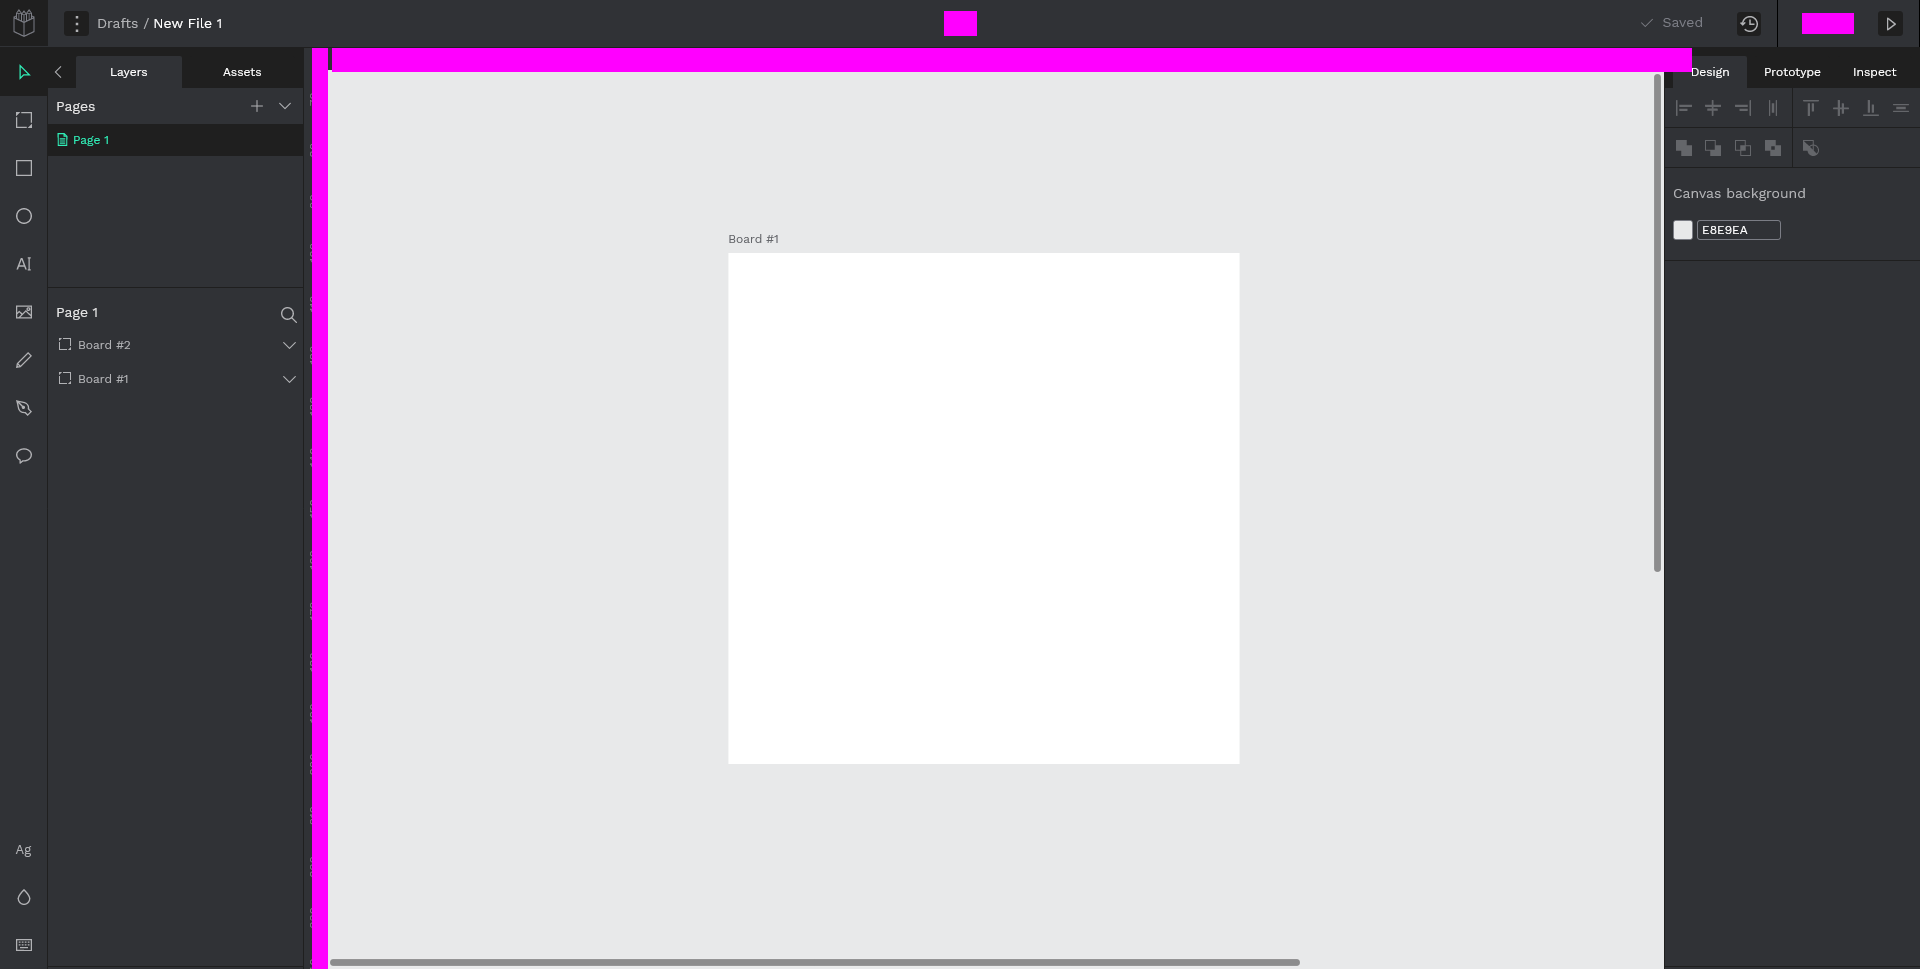 Drafts / New File 1
Saved
Layers
Assets
Design
Prototype
Inspect
Pages
Page 1
Canvas background
E8E9EA
Board #1
Page 1
Board #2
Board #1
AI
Ag